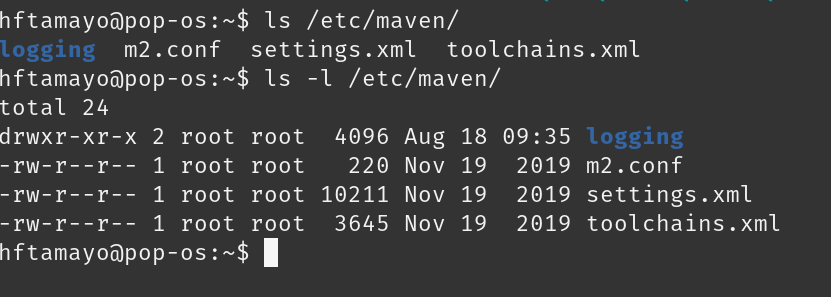 hftamayo@pop-os:~$ ls /etc/maven/
logging  m2.conf  settings.xml  toolchains.xml
hftamayo@pop-os:~$ ls -l /etc/maven/
total 24
drwxr-xr-x 2 root root  4096 Aug 18 09:35 logging
-rw-r--r-- 1 root root   220 Nov 19  2019 m2.conf
-rw-r--r-- 1 root root 10211 Nov 19  2019 settings.xml
-rw-r--r-- 1 root root  3645 Nov 19  2019 toolchains.xml
hftamayo@pop-os:~$